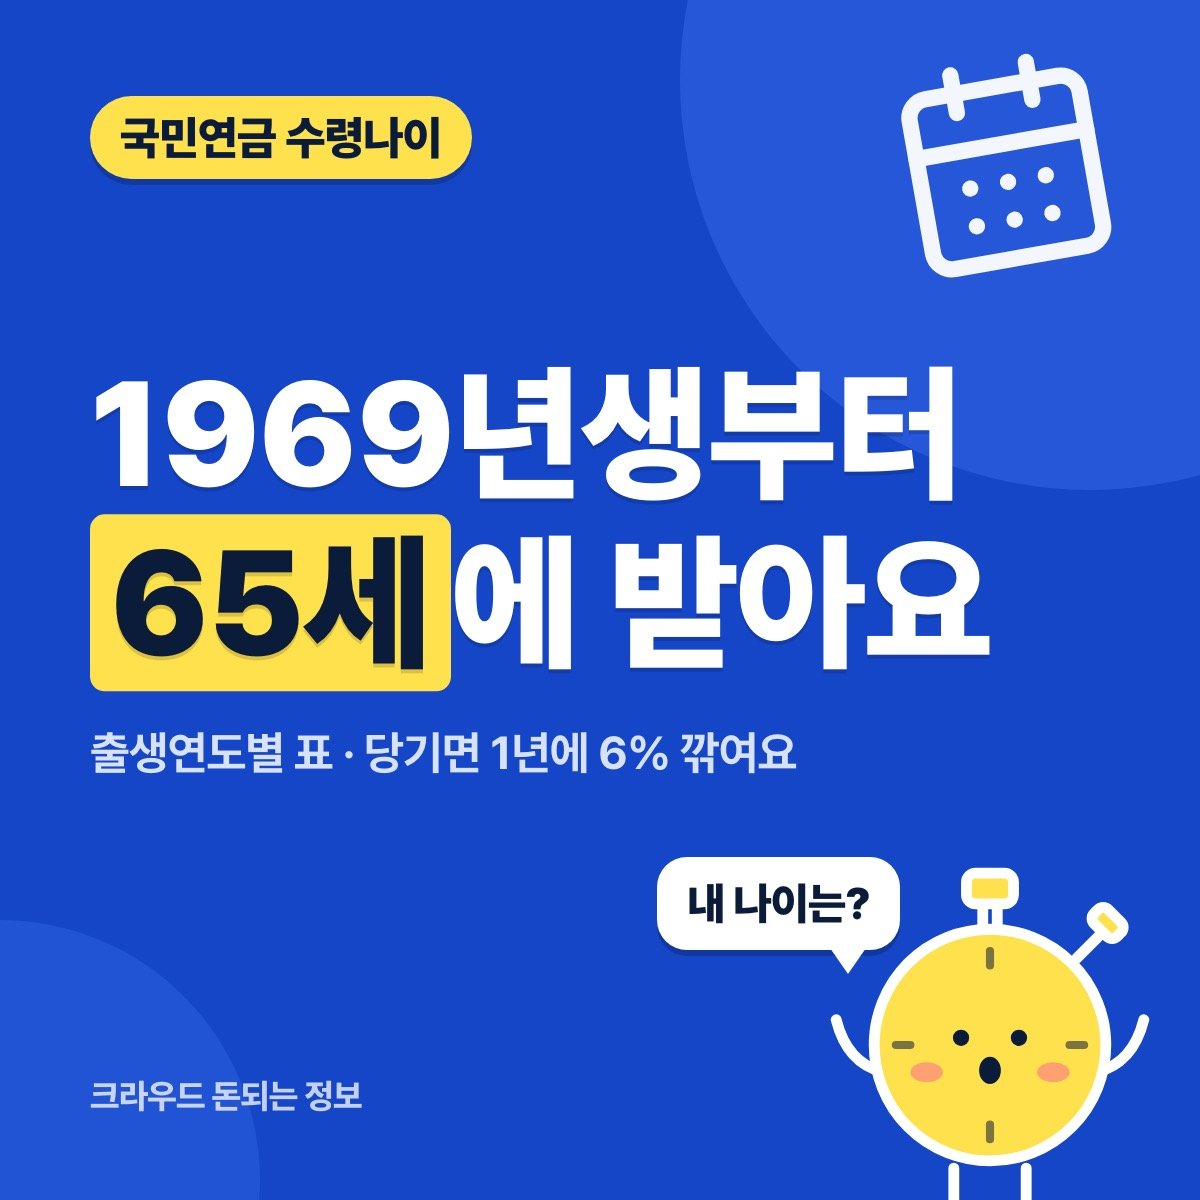 국민연금 수령나이
1969년생부터
65세에 받아요
출생연도별 표 · 당기면 1년에 6% 깎여요
내 나이는?
크라우드 돈되는 정보